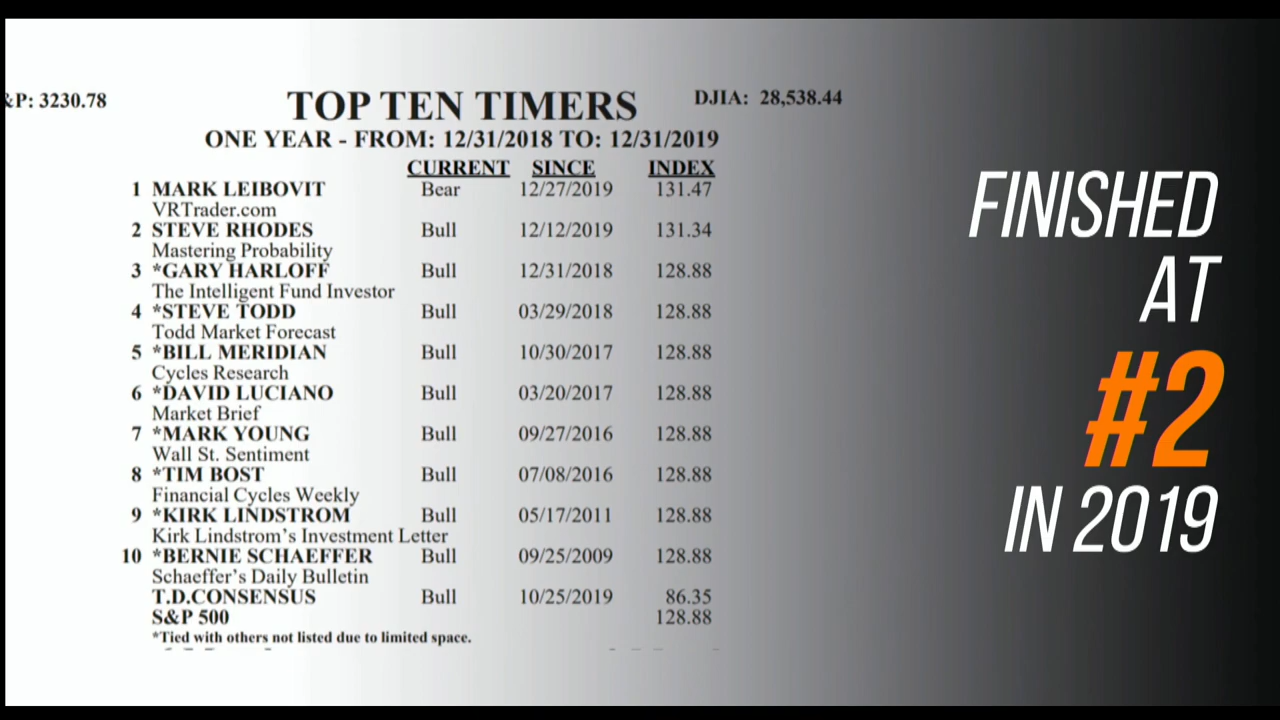 &P: 3230.78
TOP TEN TIMERS
DJIA: 28,538.44
ONE YEAR - FROM: 12/31/2018 TO: 12/31/2019
CURRENT SINCE INDEX
1 MARK LEIBOVIT Bear 12/27/2019 131.47
VRTrader.com
2 STEVE RHODES Bull 12/12/2019 131.34
Mastering Probability
3 *GARY HARLOFF Bull 12/31/2018 128.88
The Intelligent Fund Investor
4 *STEVE TODD Bull 03/29/2018 128.88
Todd Market Forecast
5 *BILL MERIDIAN Bull 10/30/2017 128.88
Cycles Research
6 *DAVID LUCIANO Bull 03/20/2017 128.88
Market Brief
7 *MARK YOUNG Bull 09/27/2016 128.88
Wall St. Sentiment
8 *TIM BOST Bull 07/08/2016 128.88
Financial Cycles Weekly
9 *KIRK LINDSTROM Bull 05/17/2011 128.88
Kirk Lindstrom's Investment Letter
10 *BERNIE SCHAEFFER Bull 09/25/2009 128.88
Schaeffer's Daily Bulletin
T.D.CONSENSUS Bull 10/25/2019 86.35
S&P 500 128.88
*Tied with others not listed due to limited space.
FINISHED
AT
#2
IN 2019